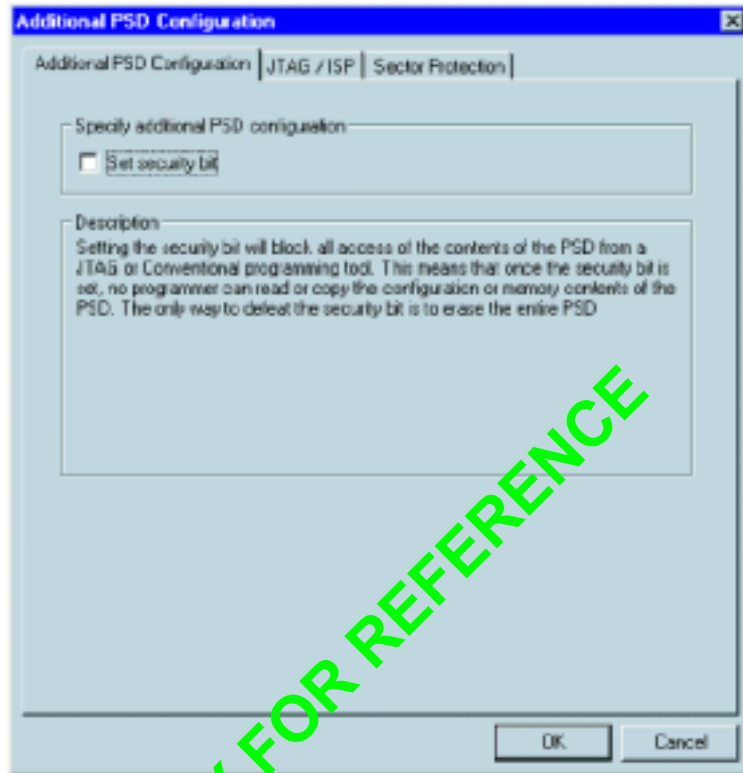 Additional PSD Configuration
Additional PSD Configuration JTAG / ISP Sector Protection
Specify additional PSD configuration
Set security bit
Description
Setting the security bit will block all access of the contents of the PSD from a
JTAG or Conventional programming tool. This means that once the security bit is
set, no programmer can read or copy the configuration or memory contents of the
PSD. The only way to defeat the security bit is to erase the entire PSD
FOR REFERENCE
OK Cancel